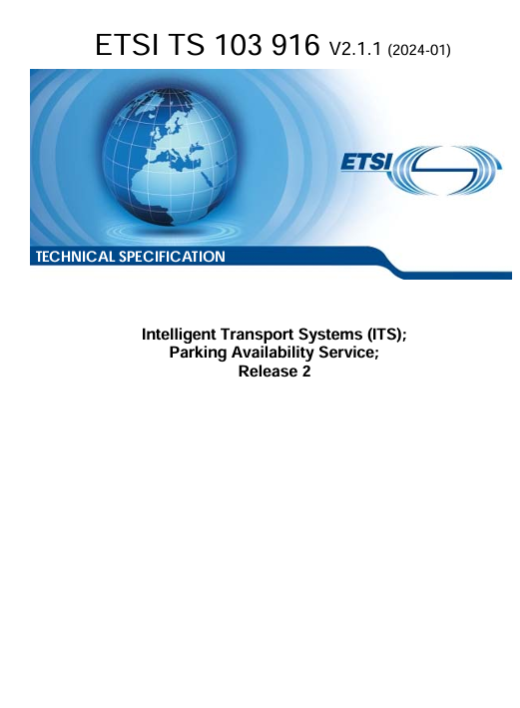 ETSI TS 103 916 V2.1.1 (2024-01)
ETSI
TECHNICAL SPECIFICATION
Intelligent Transport Systems (ITS);
Parking Availability Service;
Release 2